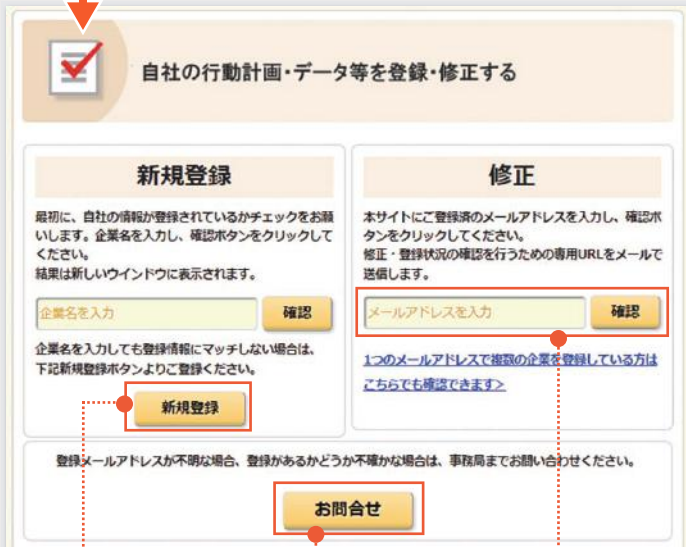 自社の行動計画・データ等を登録・修正する
新規登録
最初に、自社の情報が登録されているかチェックをお願
いします。企業名を入力し、確認ボタンをクリックして
ください。
結果は新しいウインドウに表示されます。
企業名を入力
確認
企業名を入力しても登録情報にマッチしない場合は、
下記新規登録ボタンよりご登録ください。
新規登録
修正
本サイトにご登録済のメールアドレスを入力し、確認ボ
タンをクリックしてください。
修正・登録状況の確認を行うための専用URLをメールで
送信します。
メールアドレスを入力
確認
1つのメールアドレスで複数の企業を登録している方は
こちらでも確認できます>
登録メールアドレスが不明な場合、登録があるかどうか不確かな場合は、事務局までお問い合わせください。
お問合せ